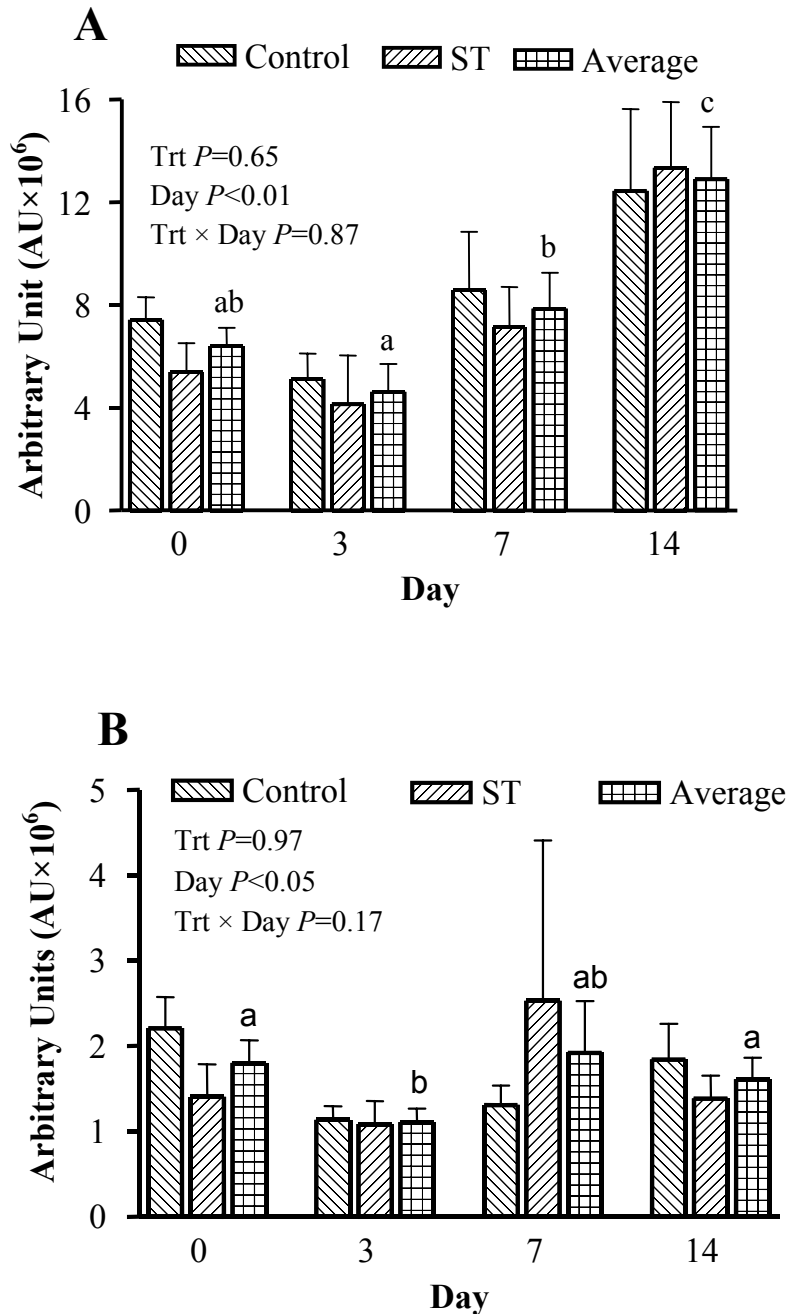 A
Control ST Average
16
12
8
4
0
Arbitrary Unit (AU×10⁶)
Trt P=0.65
Day P<0.01
Trt × Day P=0.87
ab
a
b
c
0 3 7 14
Day
B
Control ST Average
5
4
3
2
1
0
Arbitrary Units (AU×10⁶)
Trt P=0.97
Day P<0.05
Trt × Day P=0.17
a
b
ab
a
0 3 7 14
Day